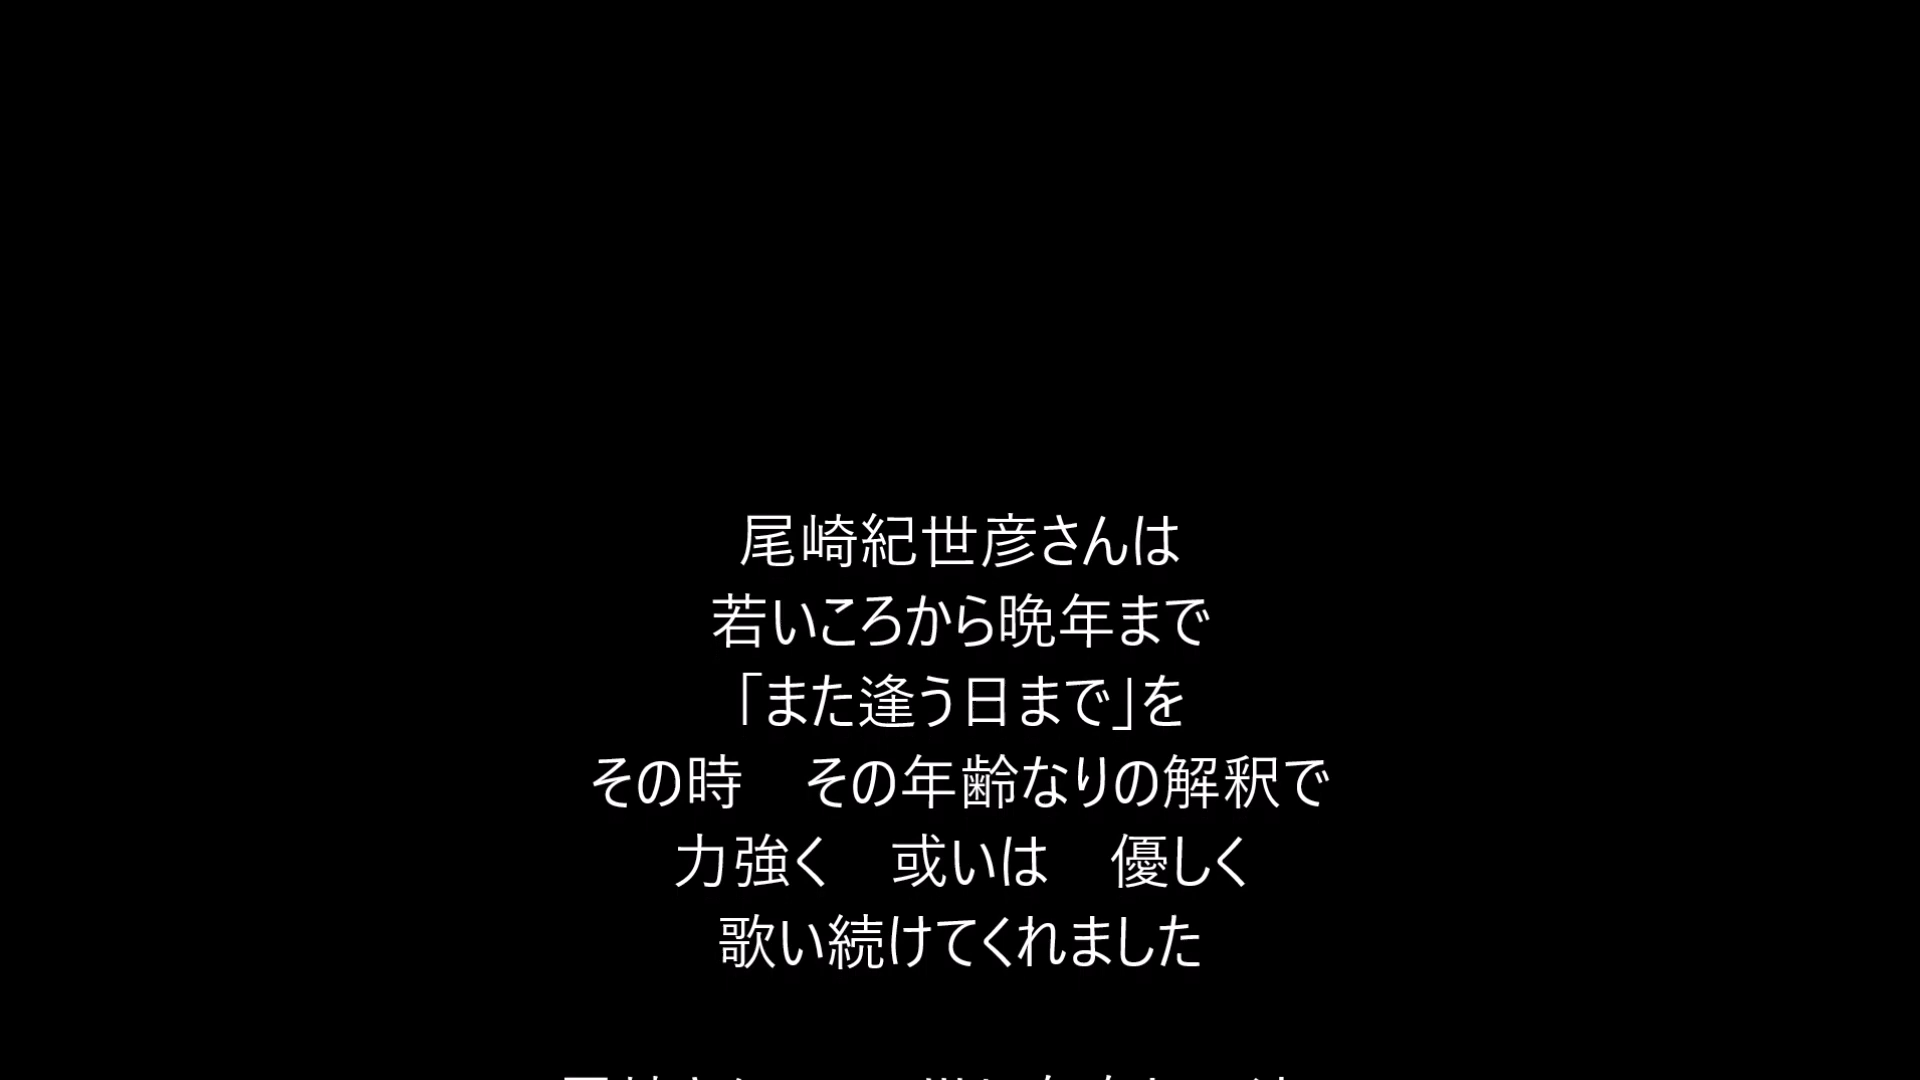 尾崎紀世彦さんは
若いころから晩年まで
「また逢う日まで」を
その時　その年齢なりの解釈で
力強く　或いは　優しく
歌い続けてくれました